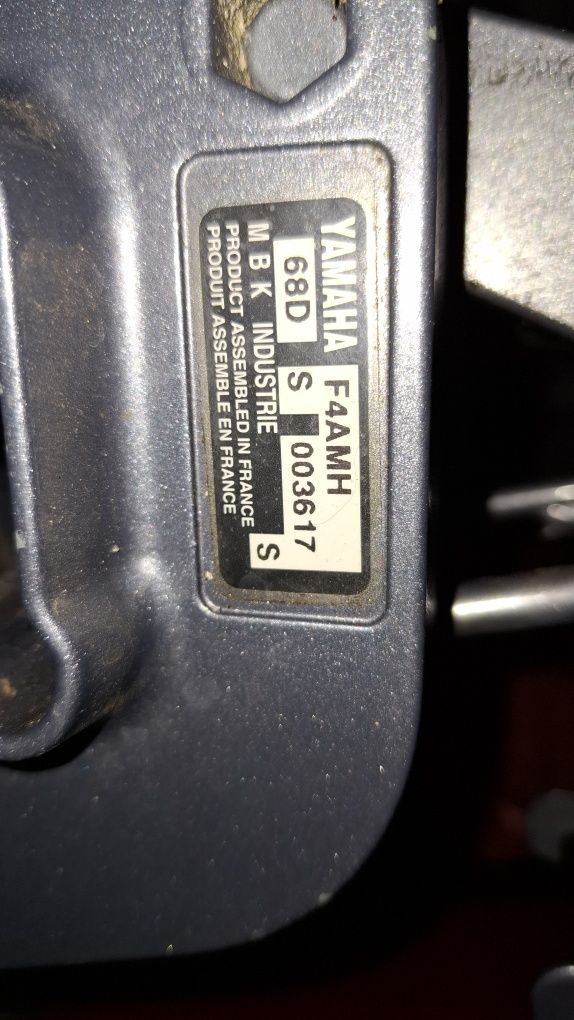 YAMAHA F4AMH
68D S 003617
M B K INDUSTRIE S
PRODUCT ASSEMBLED IN FRANCE
PRODUIT ASSEMBLE EN FRANCE